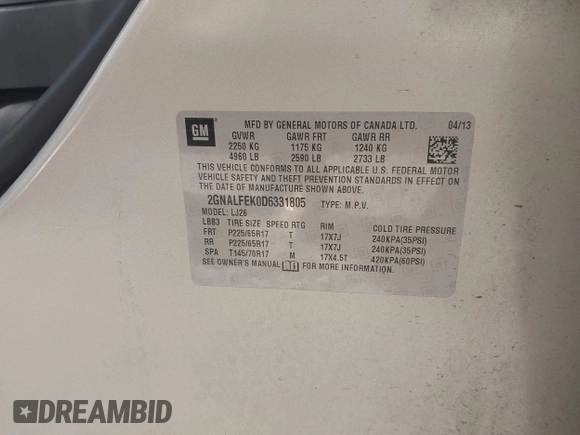 GM
MFD BY GENERAL MOTORS OF CANADA LTD. 04/13
GVWR GAWR FRT GAWR RR
2250 KG 1175 KG 1240 KG
4960 LB 2590 LB 2733 LB
THIS VEHICLE CONFORMS TO ALL APPLICABLE U.S. FEDERAL MOTOR
VEHICLE SAFETY AND THEFT PREVENTION STANDARDS IN EFFECT ON
THE DATE OF MANUFACTURE SHOWN ABOVE.
2GNALFEK0D6331805 TYPE: M.P.V.
MODEL: LJ26
LBB3 TIRE SIZE SPEED RTG RIM COLD TIRE PRESSURE
FRT P225/65R17 T 17X7J 240KPA(35PSI)
RR P225/65R17 T 17X7J 240KPA(35PSI)
SPA T145/70R17 M 17X4.5T 420KPA(60PSI)
SEE OWNER'S MANUAL FOR MORE INFORMATION.
DREAMBID